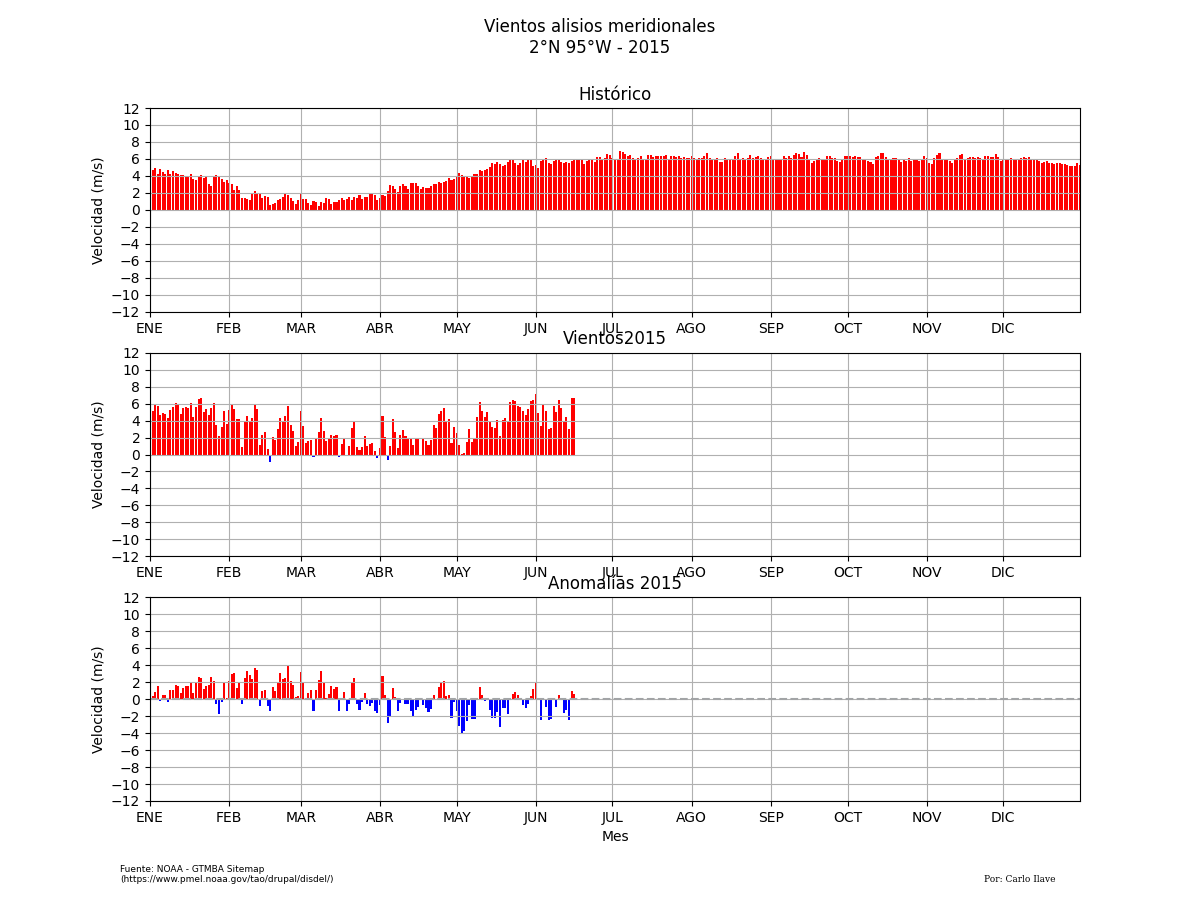 Vientos alisios meridionales
2°N 95°W - 2015
Histórico
12
10
8
6
4
2
0
−2
−4
−6
−8
−10
−12
Velocidad (m/s)
ENE FEB MAR ABR MAY JUN JUL AGO SEP OCT NOV DIC
Vientos2015
12
10
8
6
4
2
0
−2
−4
−6
−8
−10
−12
Velocidad (m/s)
ENE FEB MAR ABR MAY JUN JUL AGO SEP OCT NOV DIC
Anomalías 2015
12
10
8
6
4
2
0
−2
−4
−6
−8
−10
−12
Velocidad (m/s)
ENE FEB MAR ABR MAY JUN JUL AGO SEP OCT NOV DIC
Mes
Fuente: NOAA - GTMBA Sitemap
(https://www.pmel.noaa.gov/tao/drupal/disdel/)
Por: Carlo Ilave